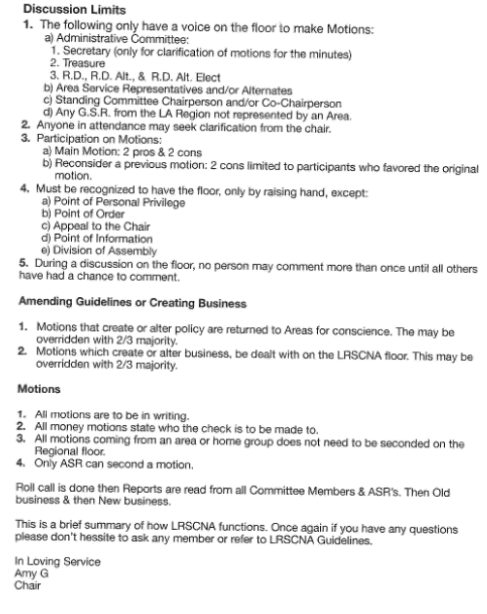 Discussion Limits
1. The following only have a voice on the floor to make Motions:
a) Administrative Committee:
1. Secretary (only for clarification of motions for the minutes)
2. Treasure
3. R.D., R.D. Alt., & R.D. Alt. Elect
b) Area Service Representatives and/or Alternates
c) Standing Committee Chairperson and/or Co-Chairperson
d) Any G.S.R. from the LA Region not represented by an Area.
2. Anyone in attendance may seek clarification from the chair.
3. Participation on Motions:
a) Main Motion: 2 pros & 2 cons
b) Reconsider a previous motion: 2 cons limited to participants who favored the original
motion.
4. Must be recognized to have the floor, only by raising hand, except:
a) Point of Personal Privilege
b) Point of Order
c) Appeal to the Chair
d) Point of Information
e) Division of Assembly
5. During a discussion on the floor, no person may comment more than once until all others
have had a chance to comment.
Amending Guidelines or Creating Business
1. Motions that create or alter policy are returned to Areas for conscience. The may be
overridden with 2/3 majority.
2. Motions which create or alter business, be dealt with on the LRSCNA floor. This may be
overridden with 2/3 majority.
Motions
1. All motions are to be in writing.
2. All money motions state who the check is to be made to.
3. All motions coming from an area or home group does not need to be seconded on the
Regional floor.
4. Only ASR can second a motion.
Roll call is done then Reports are read from all Committee Members & ASR's. Then Old
business & then New business.
This is a brief summary of how LRSCNA functions. Once again if you have any questions
please don't hessite to ask any member or refer to LRSCNA Guidelines.
In Loving Service
Amy G
Chair